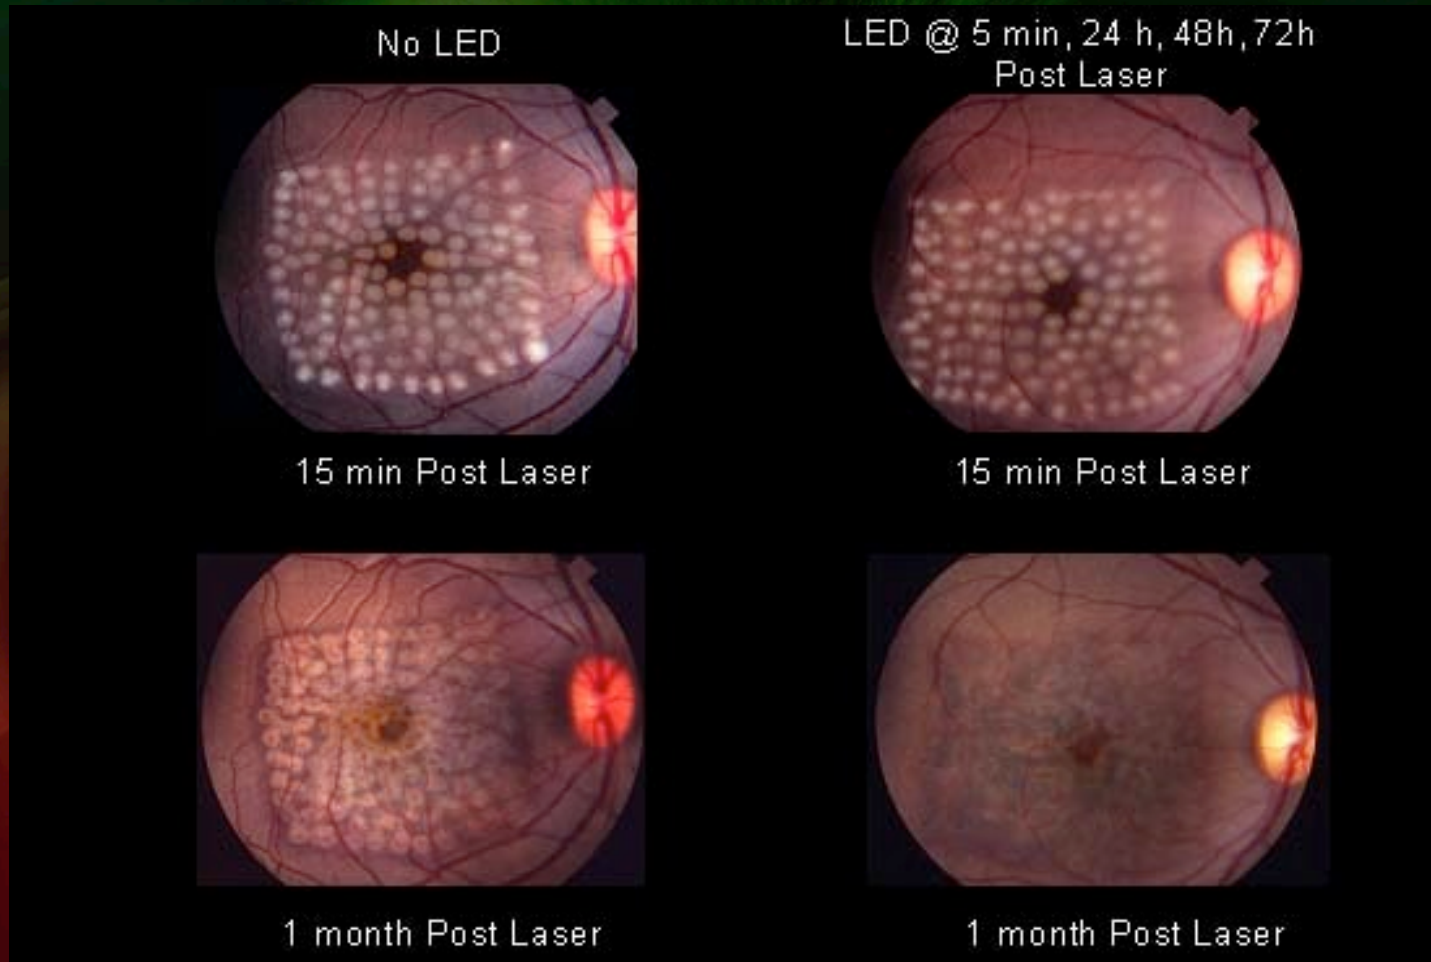 No LED
LED @ 5 min, 24 h, 48h,72h
Post Laser
15 min Post Laser
15 min Post Laser
1 month Post Laser
1 month Post Laser